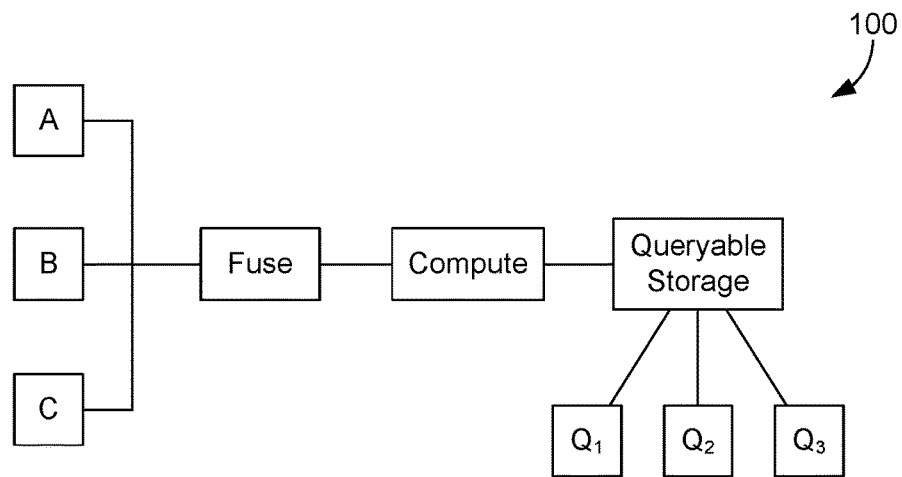 100
A
B
Fuse
Compute
Queryable
Storage
C
Q₁
Q₂
Q₃